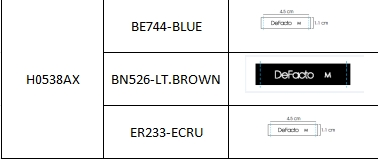 BE744-BLUE
4.5 cm
DeFacto M
1.1 cm
H0538AX
BN526-LT.BROWN
DeFacto M
ER233-ECRU
4.5 cm
DeFacto M
1.1 cm